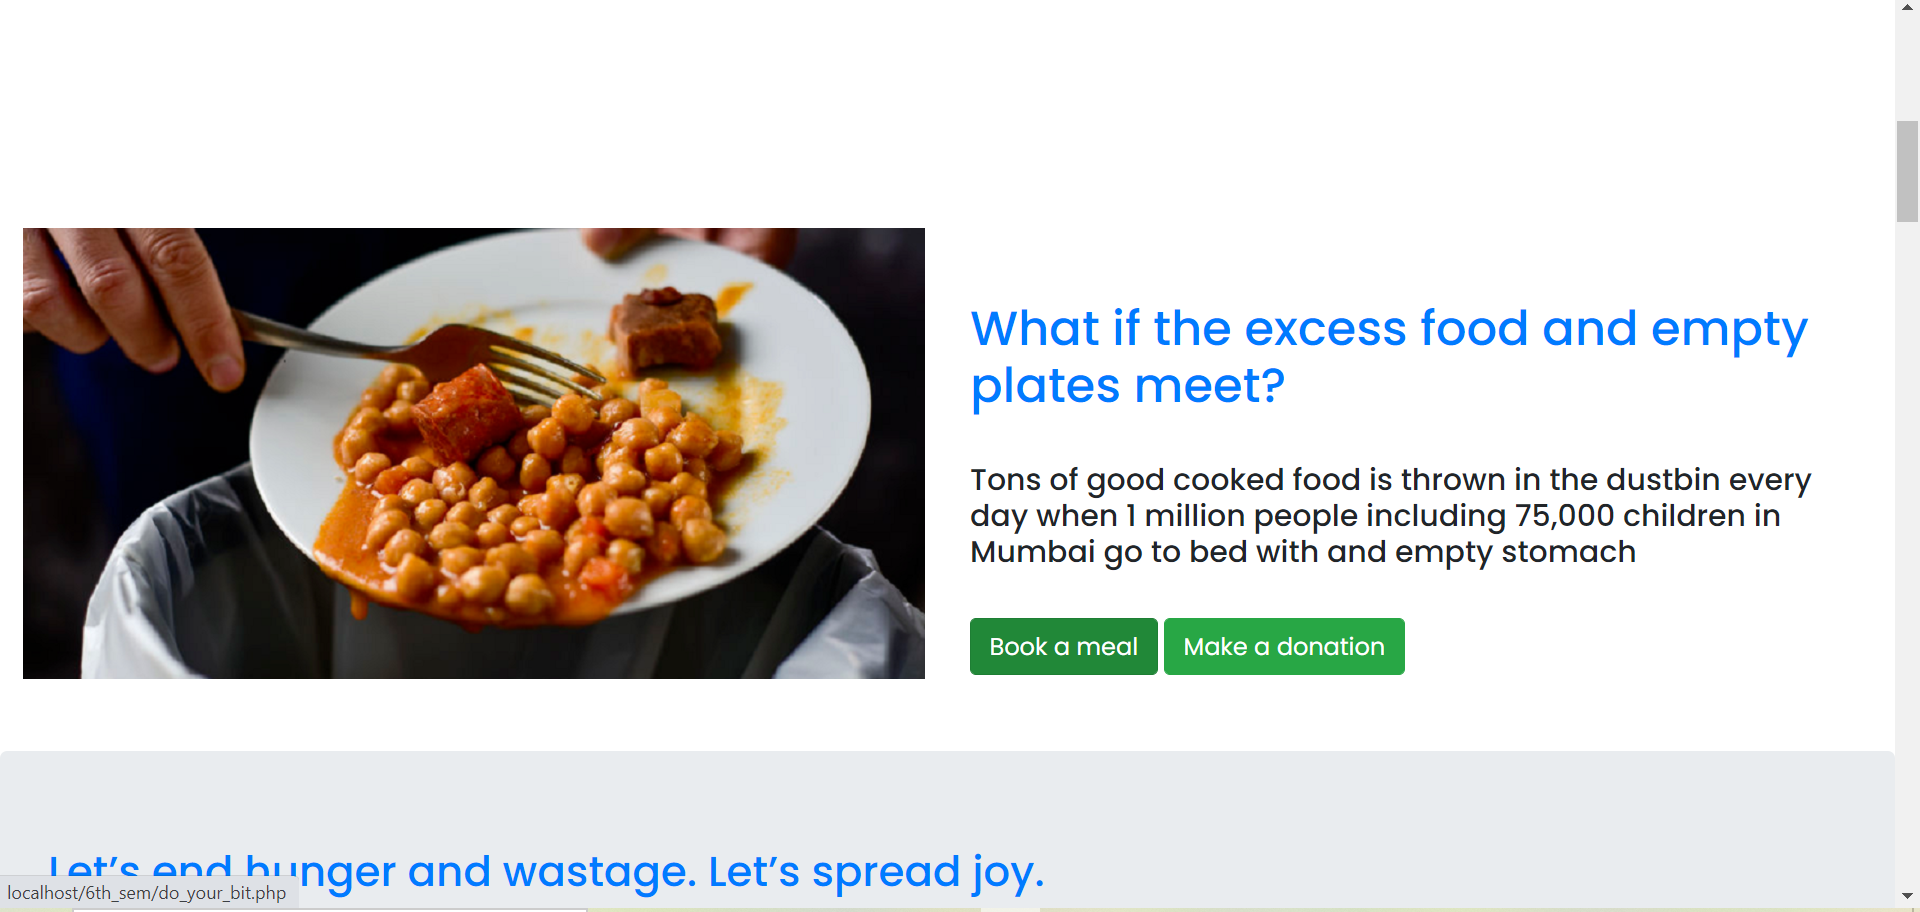 What if the excess food and empty
plates meet?
Tons of good cooked food is thrown in the dustbin every
day when 1 million people including 75,000 children in
Mumbai go to bed with and empty stomach
Book a meal Make a donation
Let’s end hunger and wastage. Let’s spread joy.
localhost/6th_sem/do_your_bit.php